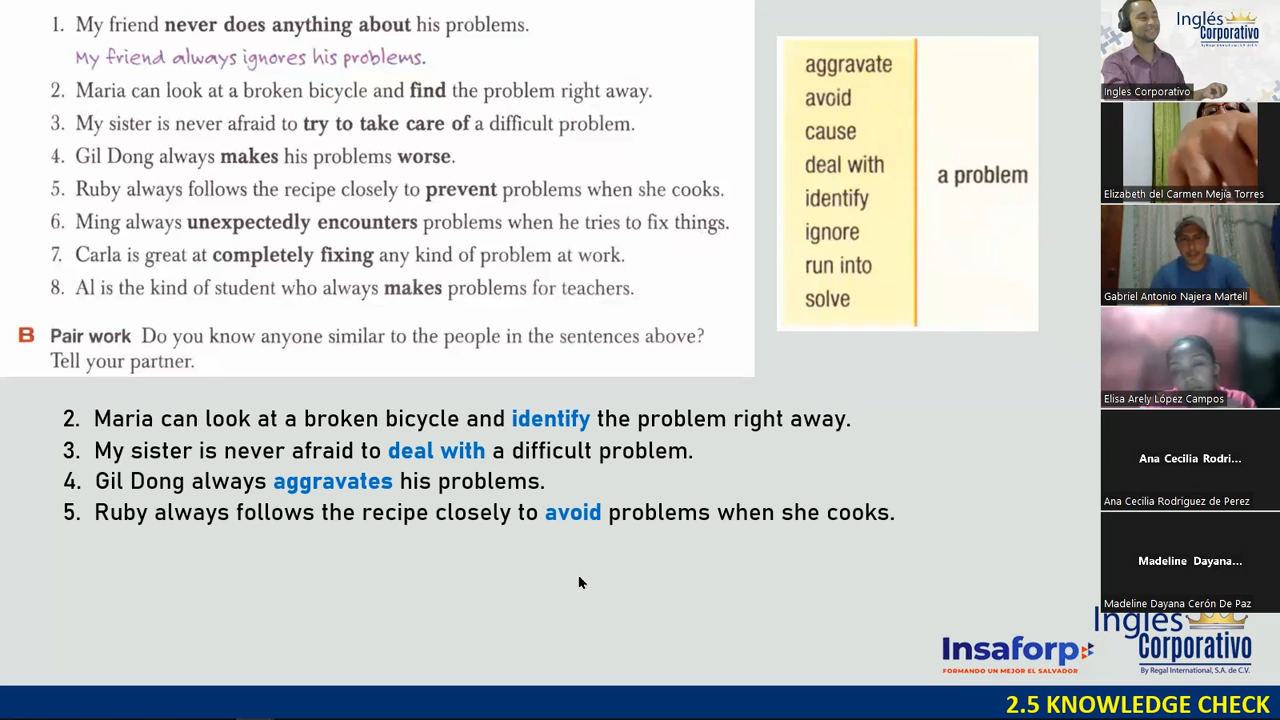 1. My friend never does anything about his problems.
My friend always ignores his problems.
2. Maria can look at a broken bicycle and find the problem right away.
3. My sister is never afraid to try to take care of a difficult problem.
4. Gil Dong always makes his problems worse.
5. Ruby always follows the recipe closely to prevent problems when she cooks.
6. Ming always unexpectedly encounters problems when he tries to fix things.
7. Carla is great at completely fixing any kind of problem at work.
8. Al is the kind of student who always makes problems for teachers.
B Pair work Do you know anyone similar to the people in the sentences above?
Tell your partner.
aggravate
avoid
cause
deal with
identify
ignore
run into
solve
a problem
2. Maria can look at a broken bicycle and identify the problem right away.
3. My sister is never afraid to deal with a difficult problem.
4. Gil Dong always aggravates his problems.
5. Ruby always follows the recipe closely to avoid problems when she cooks.
Inglés
Corporativo
Ingles Corporativo
Elizabeth del Carmen Mejía Torres
Gabriel Antonio Najera Martell
Elisa Arely López Campos
Ana Cecilia Rodri...
Ana Cecilia Rodriguez de Perez
Madeline Dayana...
Madeline Dayana Cerón De Paz
Insaforp
FORMANDO UN MEJOR EL SALVADOR
Inglés
Corporativo
By Regal International, S.A. de C.V.
2.5 KNOWLEDGE CHECK